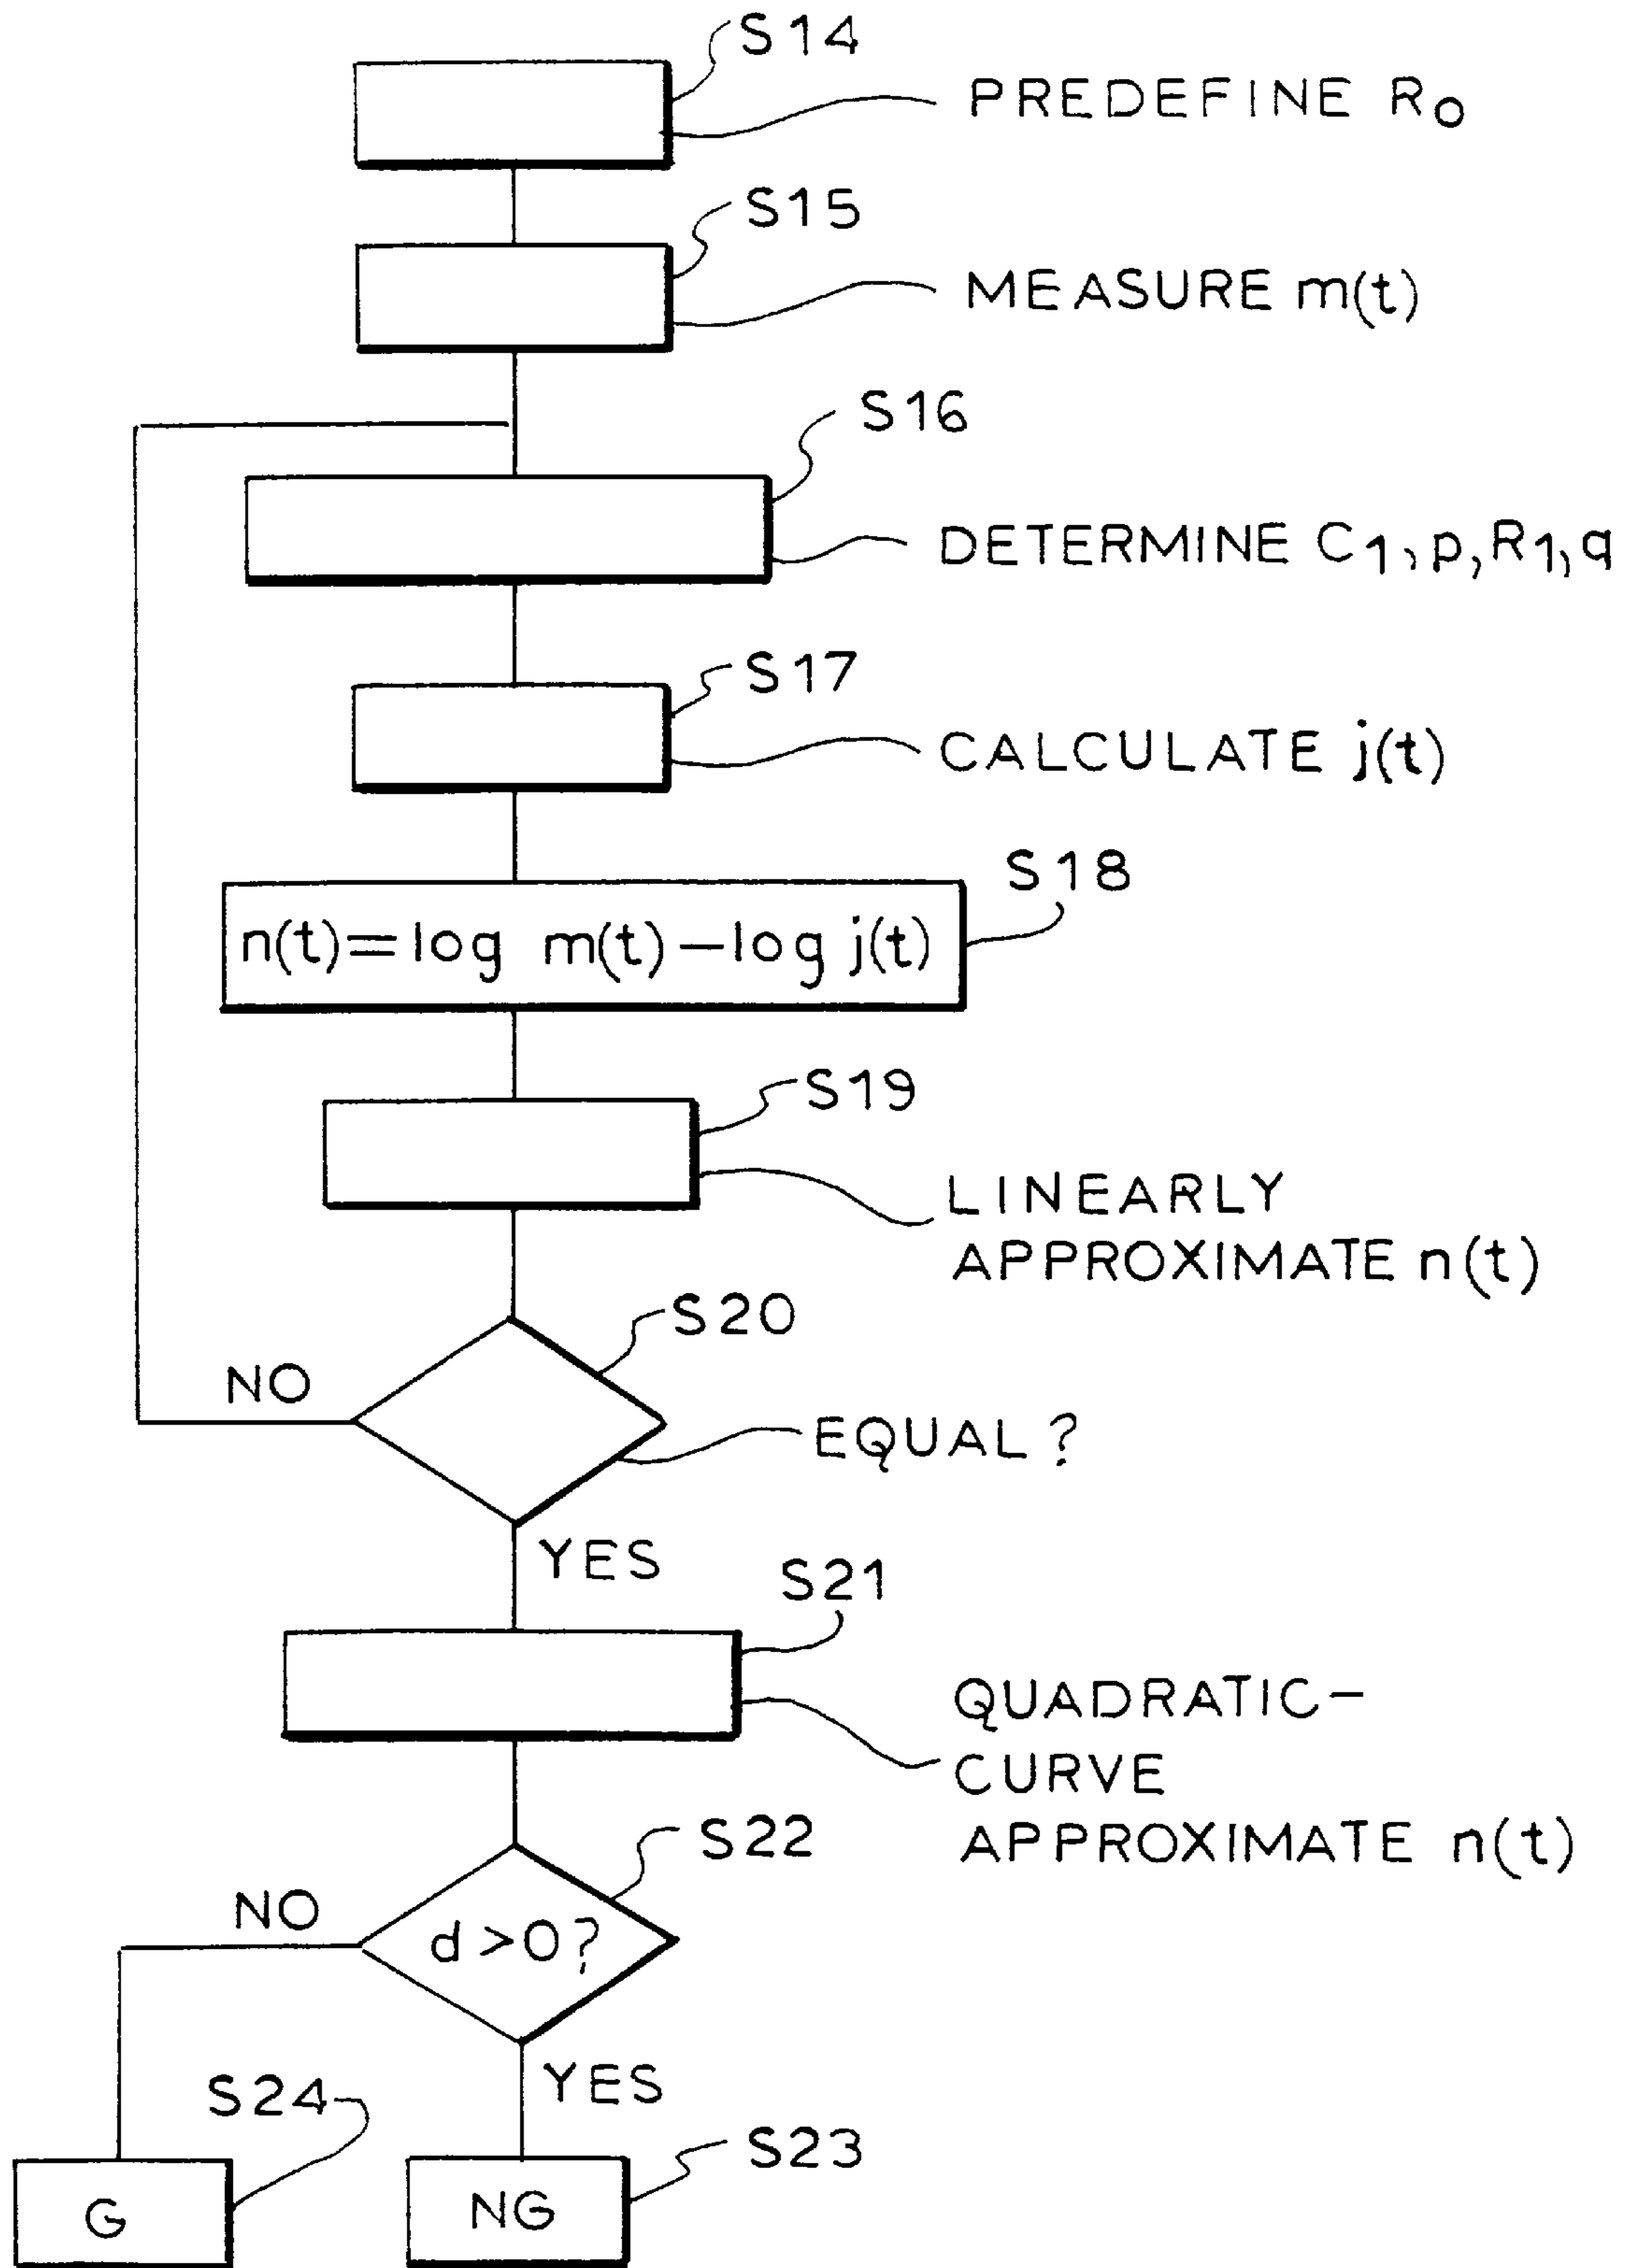 S14
PREDEFINE R0
S15
MEASURE m(t)
S16
DETERMINE C1, p, R1, q
S17
CALCULATE j(t)
S18
n(t)=log m(t)-log j(t)
S19
LINEARLY
APPROXIMATE n(t)
S20
NO
EQUAL?
YES
S21
QUADRATIC-
CURVE
APPROXIMATE n(t)
S22
NO
d>0?
YES
S24
S23
G
NG